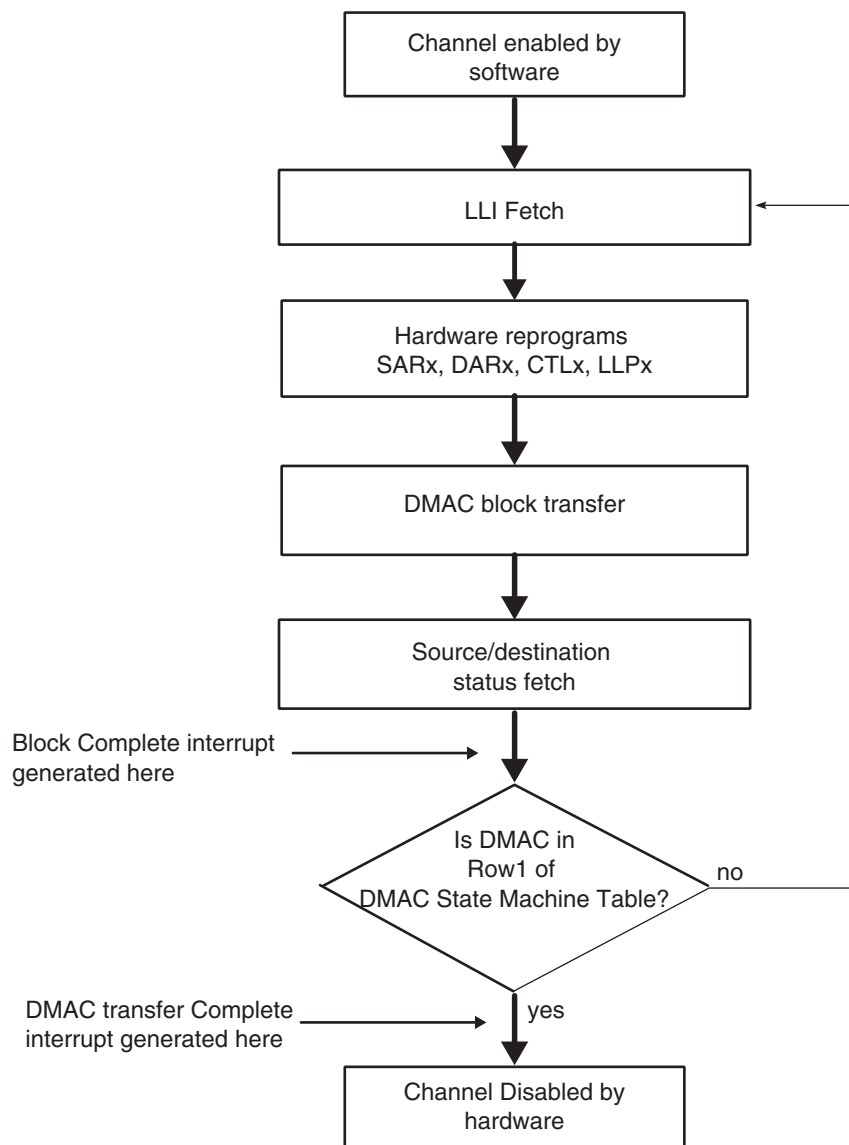 Channel enabled by
software
LLI Fetch
Hardware reprograms
SARx, DARx, CTLx, LLPx
DMAC block transfer
Source/destination
status fetch
Block Complete interrupt
generated here
Is DMAC in
Row1 of
DMAC State Machine Table?
no
DMAC transfer Complete
interrupt generated here
yes
Channel Disabled by
hardware